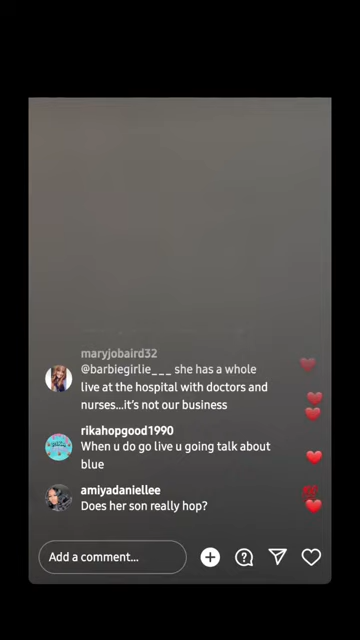 maryjobaird32
@barbiegirlie___ she has a whole
live at the hospital with doctors and
nurses...it's not our business
rikahopgood1990
When u do go live u going talk about
blue
amiyadaniellee
Does her son really hop?
Add a comment...